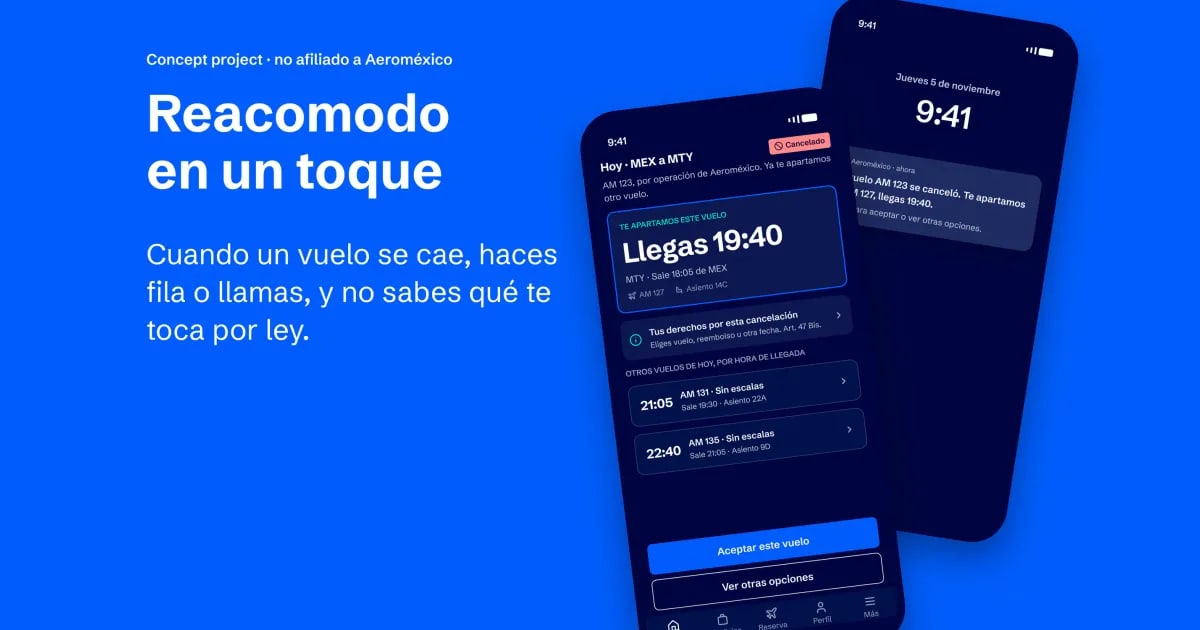 Concept project · no afiliado a Aeroméxico
Reacomodo
en un toque
Cuando un vuelo se cae, haces
fila o llamas, y no sabes qué te
toca por ley.
9:41
Cancelado
Hoy · MEX a MTY
AM 123, por operación de Aeroméxico. Ya te apartamos
otro vuelo.
TE APARTAMOS ESTE VUELO
Llegas 19:40
MTY · Sale 18:05 de MEX
AM 127 Asiento 14C
Tus derechos por esta cancelación
Eliges vuelo, reembolso u otra fecha. Art. 47 Bis.
OTROS VUELOS DE HOY, POR HORA DE LLEGADA
21:05
AM 131 · Sin escalas
Sale 19:30 · Asiento 22A
22:40
AM 135 · Sin escalas
Sale 21:05 · Asiento 9D
Aceptar este vuelo
Ver otras opciones
Reserva
Perfil
Más
9:41
Jueves 5 de noviembre
9:41
Aeroméxico · ahora
AM 123 se canceló. Te apartamos
127, llegas 19:40.
aceptar o ver otras opciones.